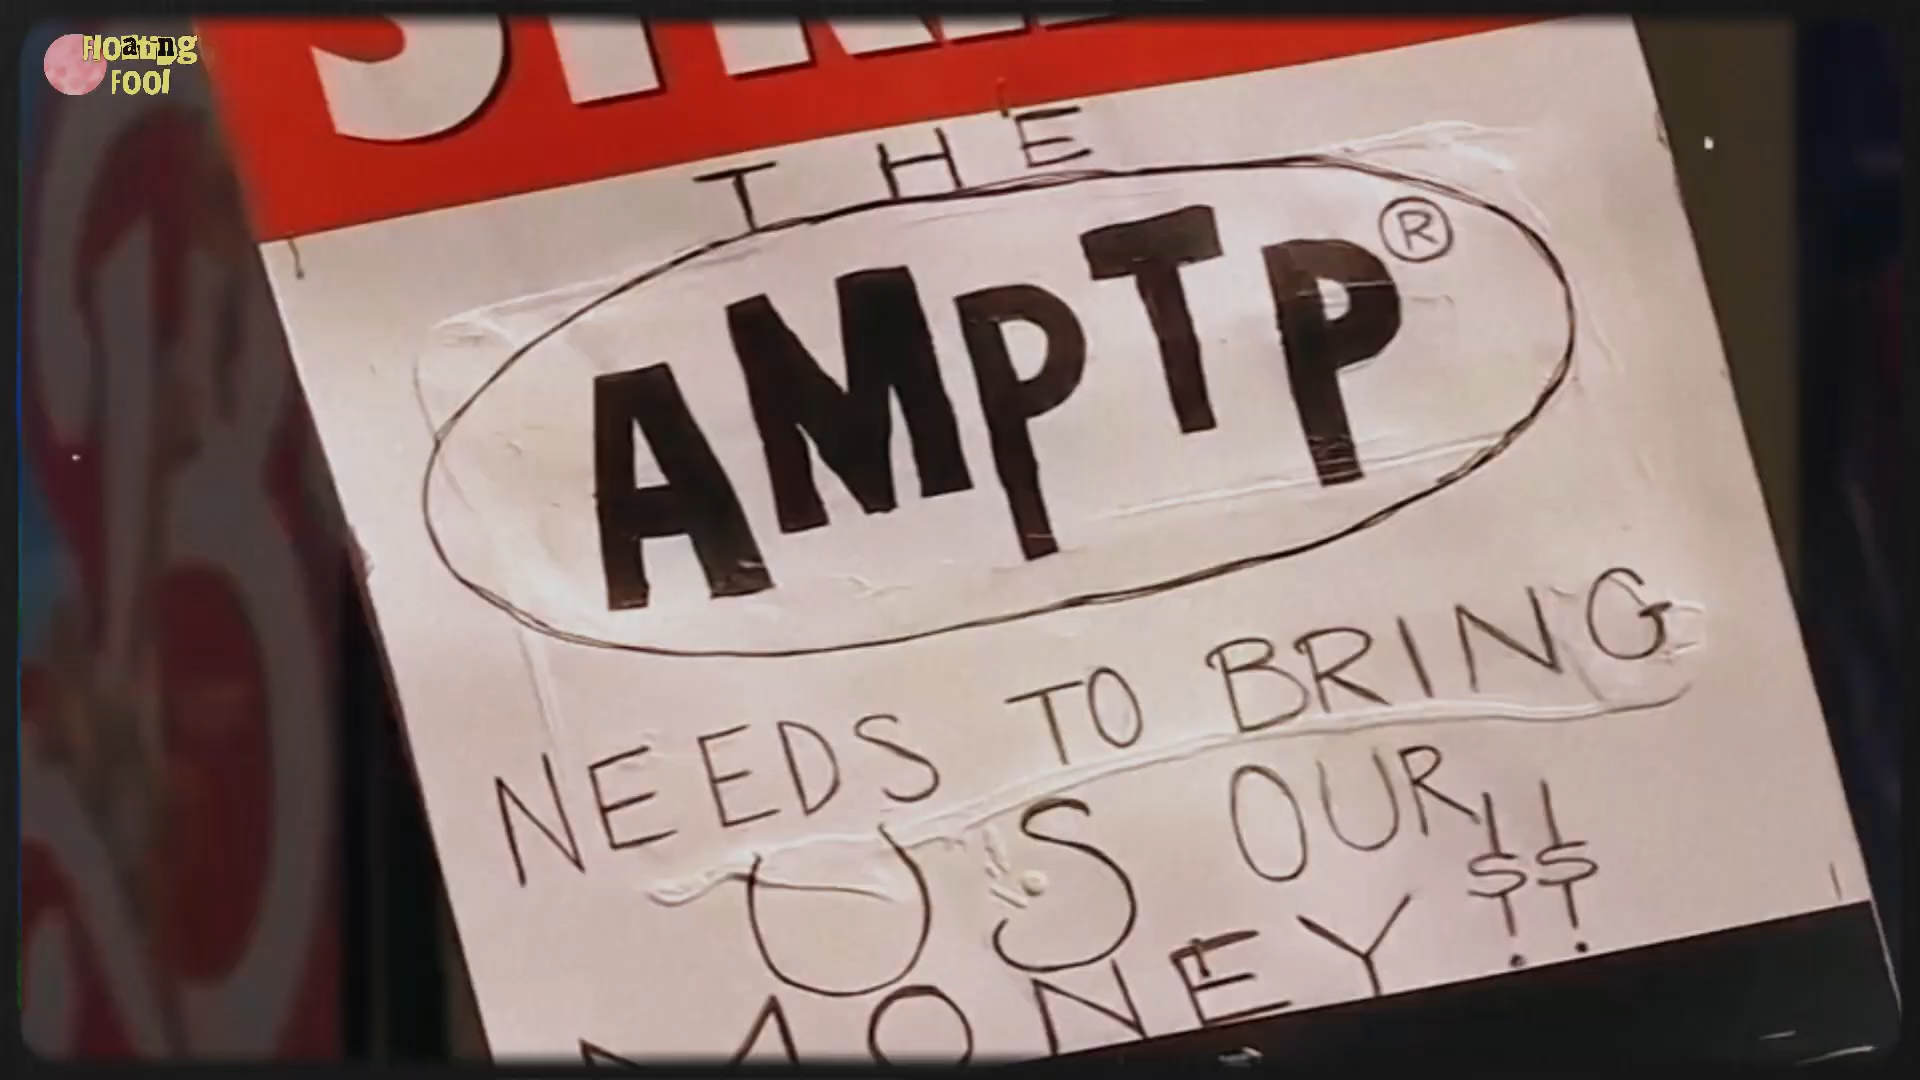 Floating
FOOl
THE
AMPTP®
NEEDS TO BRING
US OUR
MONEY $$